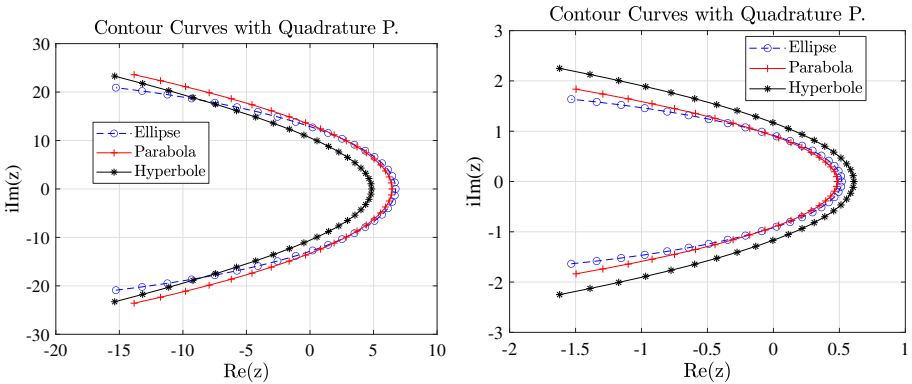 Contour Curves with Quadrature P.
30
20
10
0
-10
-20
-30
iIm(z)
Ellipse
Parabola
Hyperbole
-20 -15 -10 -5 0 5 10
Re(z)
Contour Curves with Quadrature P.
3
2
1
0
-1
-2
-3
iIm(z)
Ellipse
Parabola
Hyperbole
-2 -1.5 -1 -0.5 0 0.5 1
Re(z)